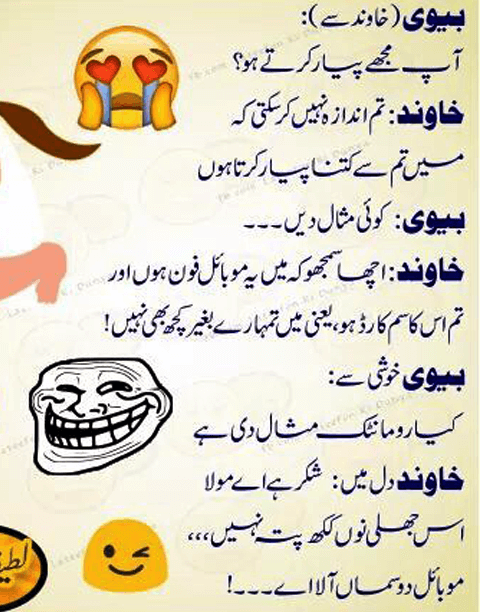 بیوی (خاوند سے):
آپ مجھے پیار کرتے ہو؟
خاوند: تم اندازہ نہیں کرسکتی کہ
میں تم سے کتنا پیار کرتا ہوں
بیوی: کوئی مثال دیں۔۔۔
خاوند: اچھا سمجھو کہ میں یہ موبائل فون ہوں اور
تم اس کا سم کارڈ ہو، یعنی میں تمہارے بغیر کچھ بھی نہیں!
بیوی خوشی سے:
کیا رومانٹک مثال دی ہے
خاوند دل میں: شکر ہے اے مولا
اس جھلی نوں ککھ پتہ نہیں،،،
موبائل دو سماں آلا اے۔۔۔!